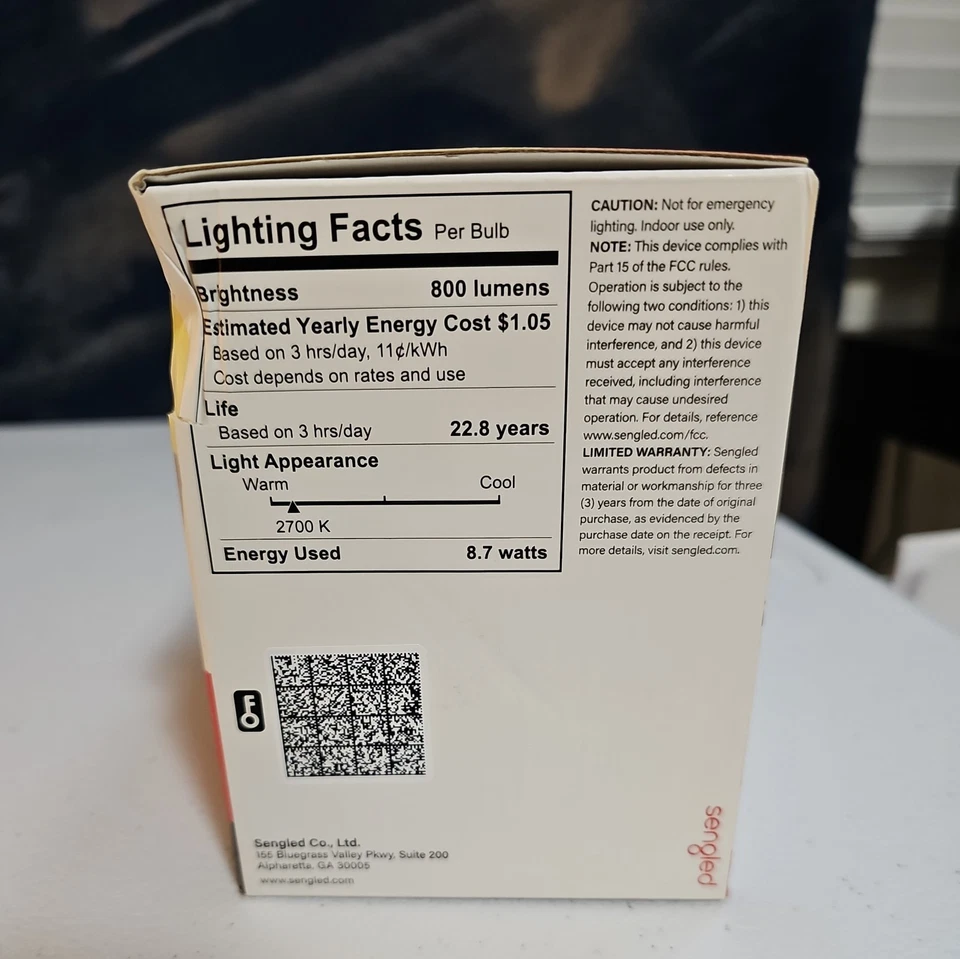 Lighting Facts Per Bulb
Brightness 800 lumens
Estimated Yearly Energy Cost $1.05
Based on 3 hrs/day, 11¢/kWh
Cost depends on rates and use
Life
Based on 3 hrs/day 22.8 years
Light Appearance
Warm Cool
2700 K
Energy Used 8.7 watts
CAUTION: Not for emergency
lighting. Indoor use only.
NOTE: This device complies with
Part 15 of the FCC rules.
Operation is subject to the
following two conditions: 1) this
device may not cause harmful
interference, and 2) this device
must accept any interference
received, including interference
that may cause undesired
operation. For details, reference
www.sengled.com/fcc.
LIMITED WARRANTY: Sengled
warrants product from defects in
material or workmanship for three
(3) years from the date of original
purchase, as evidenced by the
purchase date on the receipt. For
more details, visit sengled.com.
Sengled Co., Ltd.
155 Bluegrass Valley Pkwy, Suite 200
Alpharetta, GA 30005
www.sengled.com
sengled